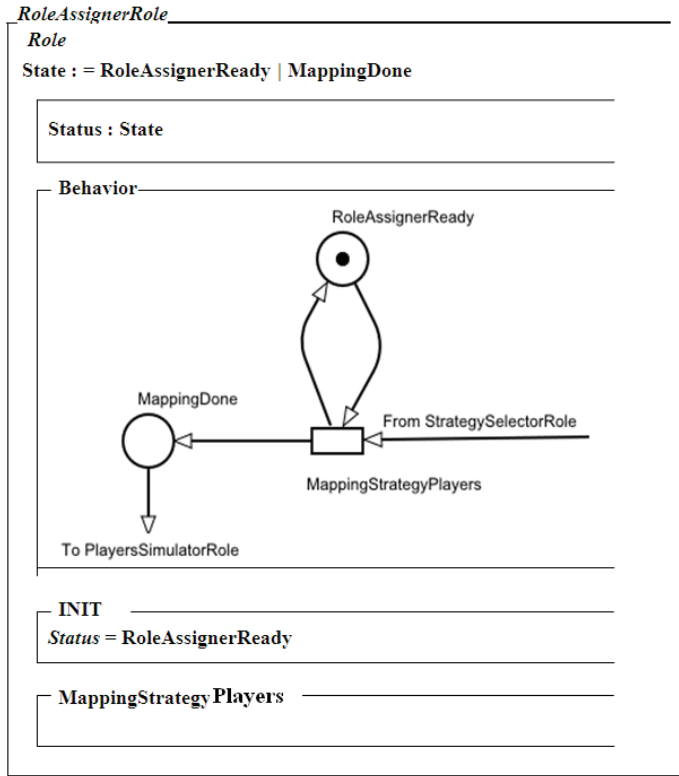 RoleAssignerRole
Role
State : = RoleAssignerReady | MappingDone
Status : State
Behavior
RoleAssignerReady
MappingDone
From StrategySelectorRole
MappingStrategyPlayers
To PlayersSimulatorRole
INIT
Status = RoleAssignerReady
MappingStrategyPlayers